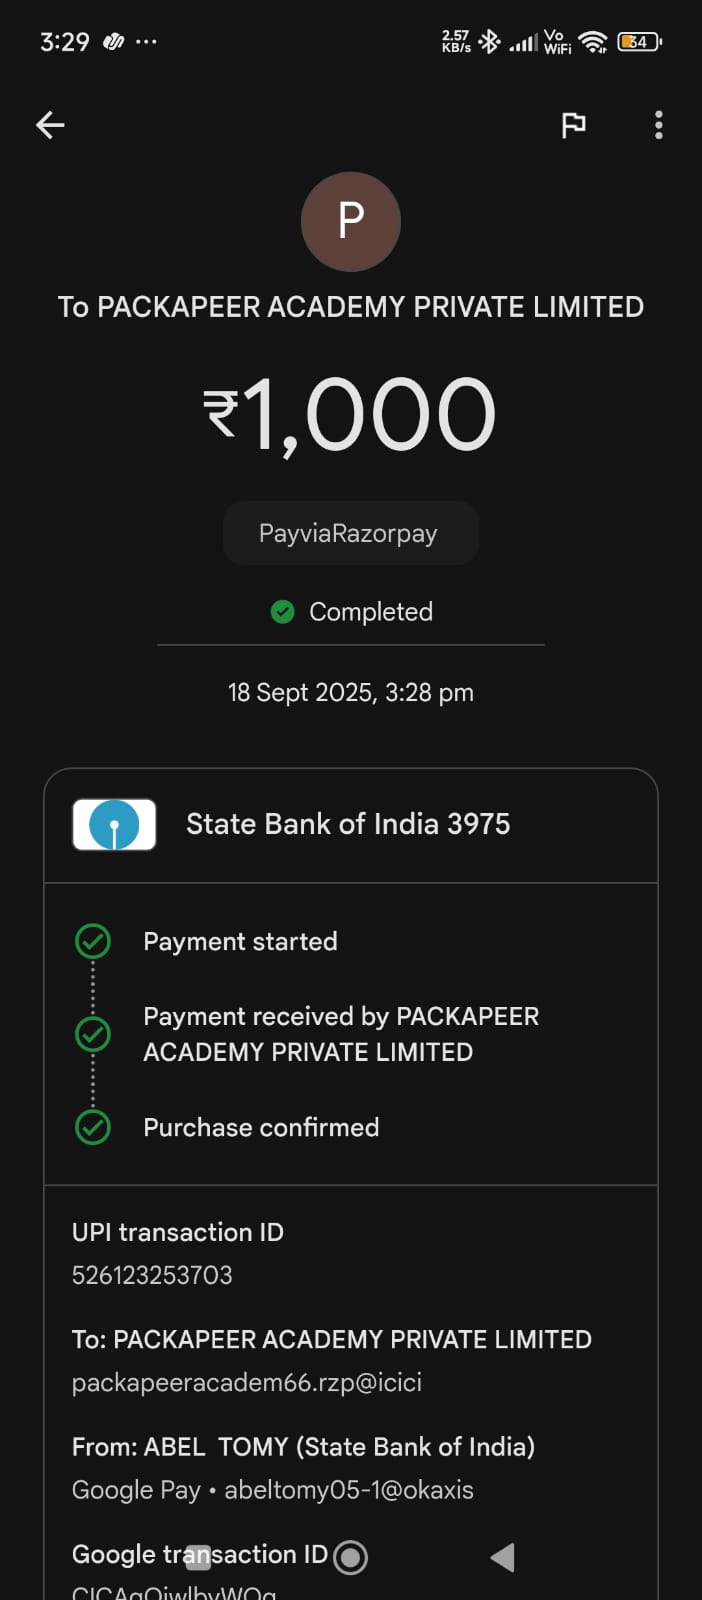 3:29 ...
2.57
KB/s
Vo
WiFi
34
P
To PACKAPEER ACADEMY PRIVATE LIMITED
₹1,000
PayviaRazorpay
Completed
18 Sept 2025, 3:28 pm
State Bank of India 3975
Payment started
Payment received by PACKAPEER
ACADEMY PRIVATE LIMITED
Purchase confirmed
UPI transaction ID
526123253703
To: PACKAPEER ACADEMY PRIVATE LIMITED
packapeeracadem66.rzp@icici
From: ABEL  TOMY (State Bank of India)
Google Pay • abeltomy05-1@okaxis
Google transaction ID